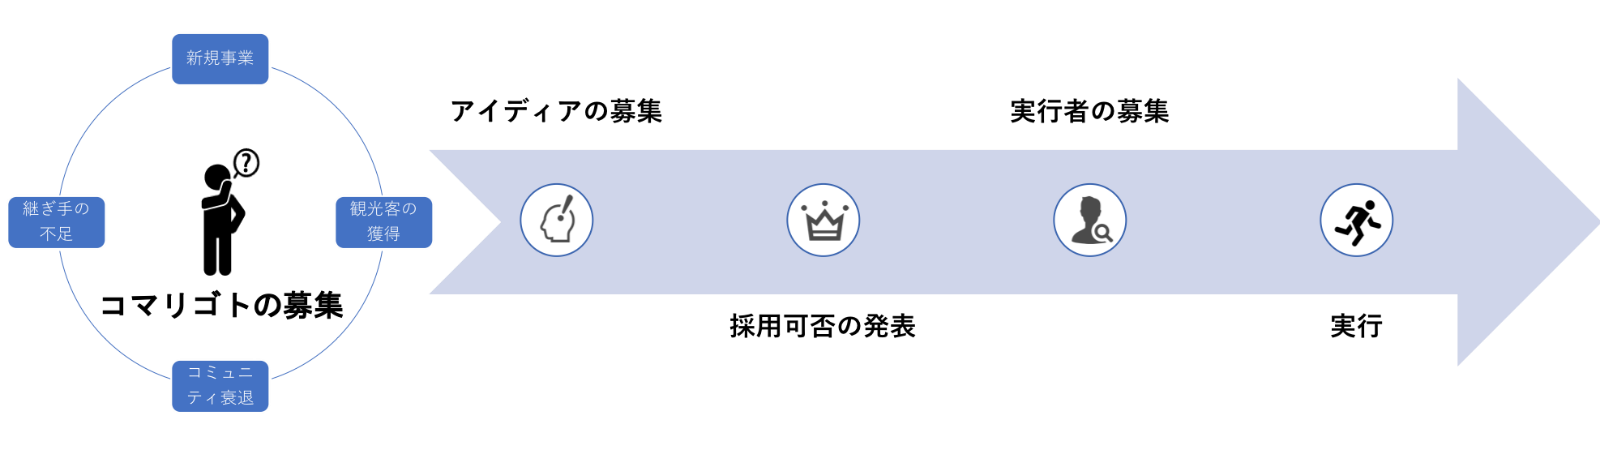 新規事業
継ぎ手の
不足
?
観光客の
獲得
コマリゴトの募集
コミュニ
ティ衰退
アイディアの募集
採用可否の発表
実行者の募集
実行